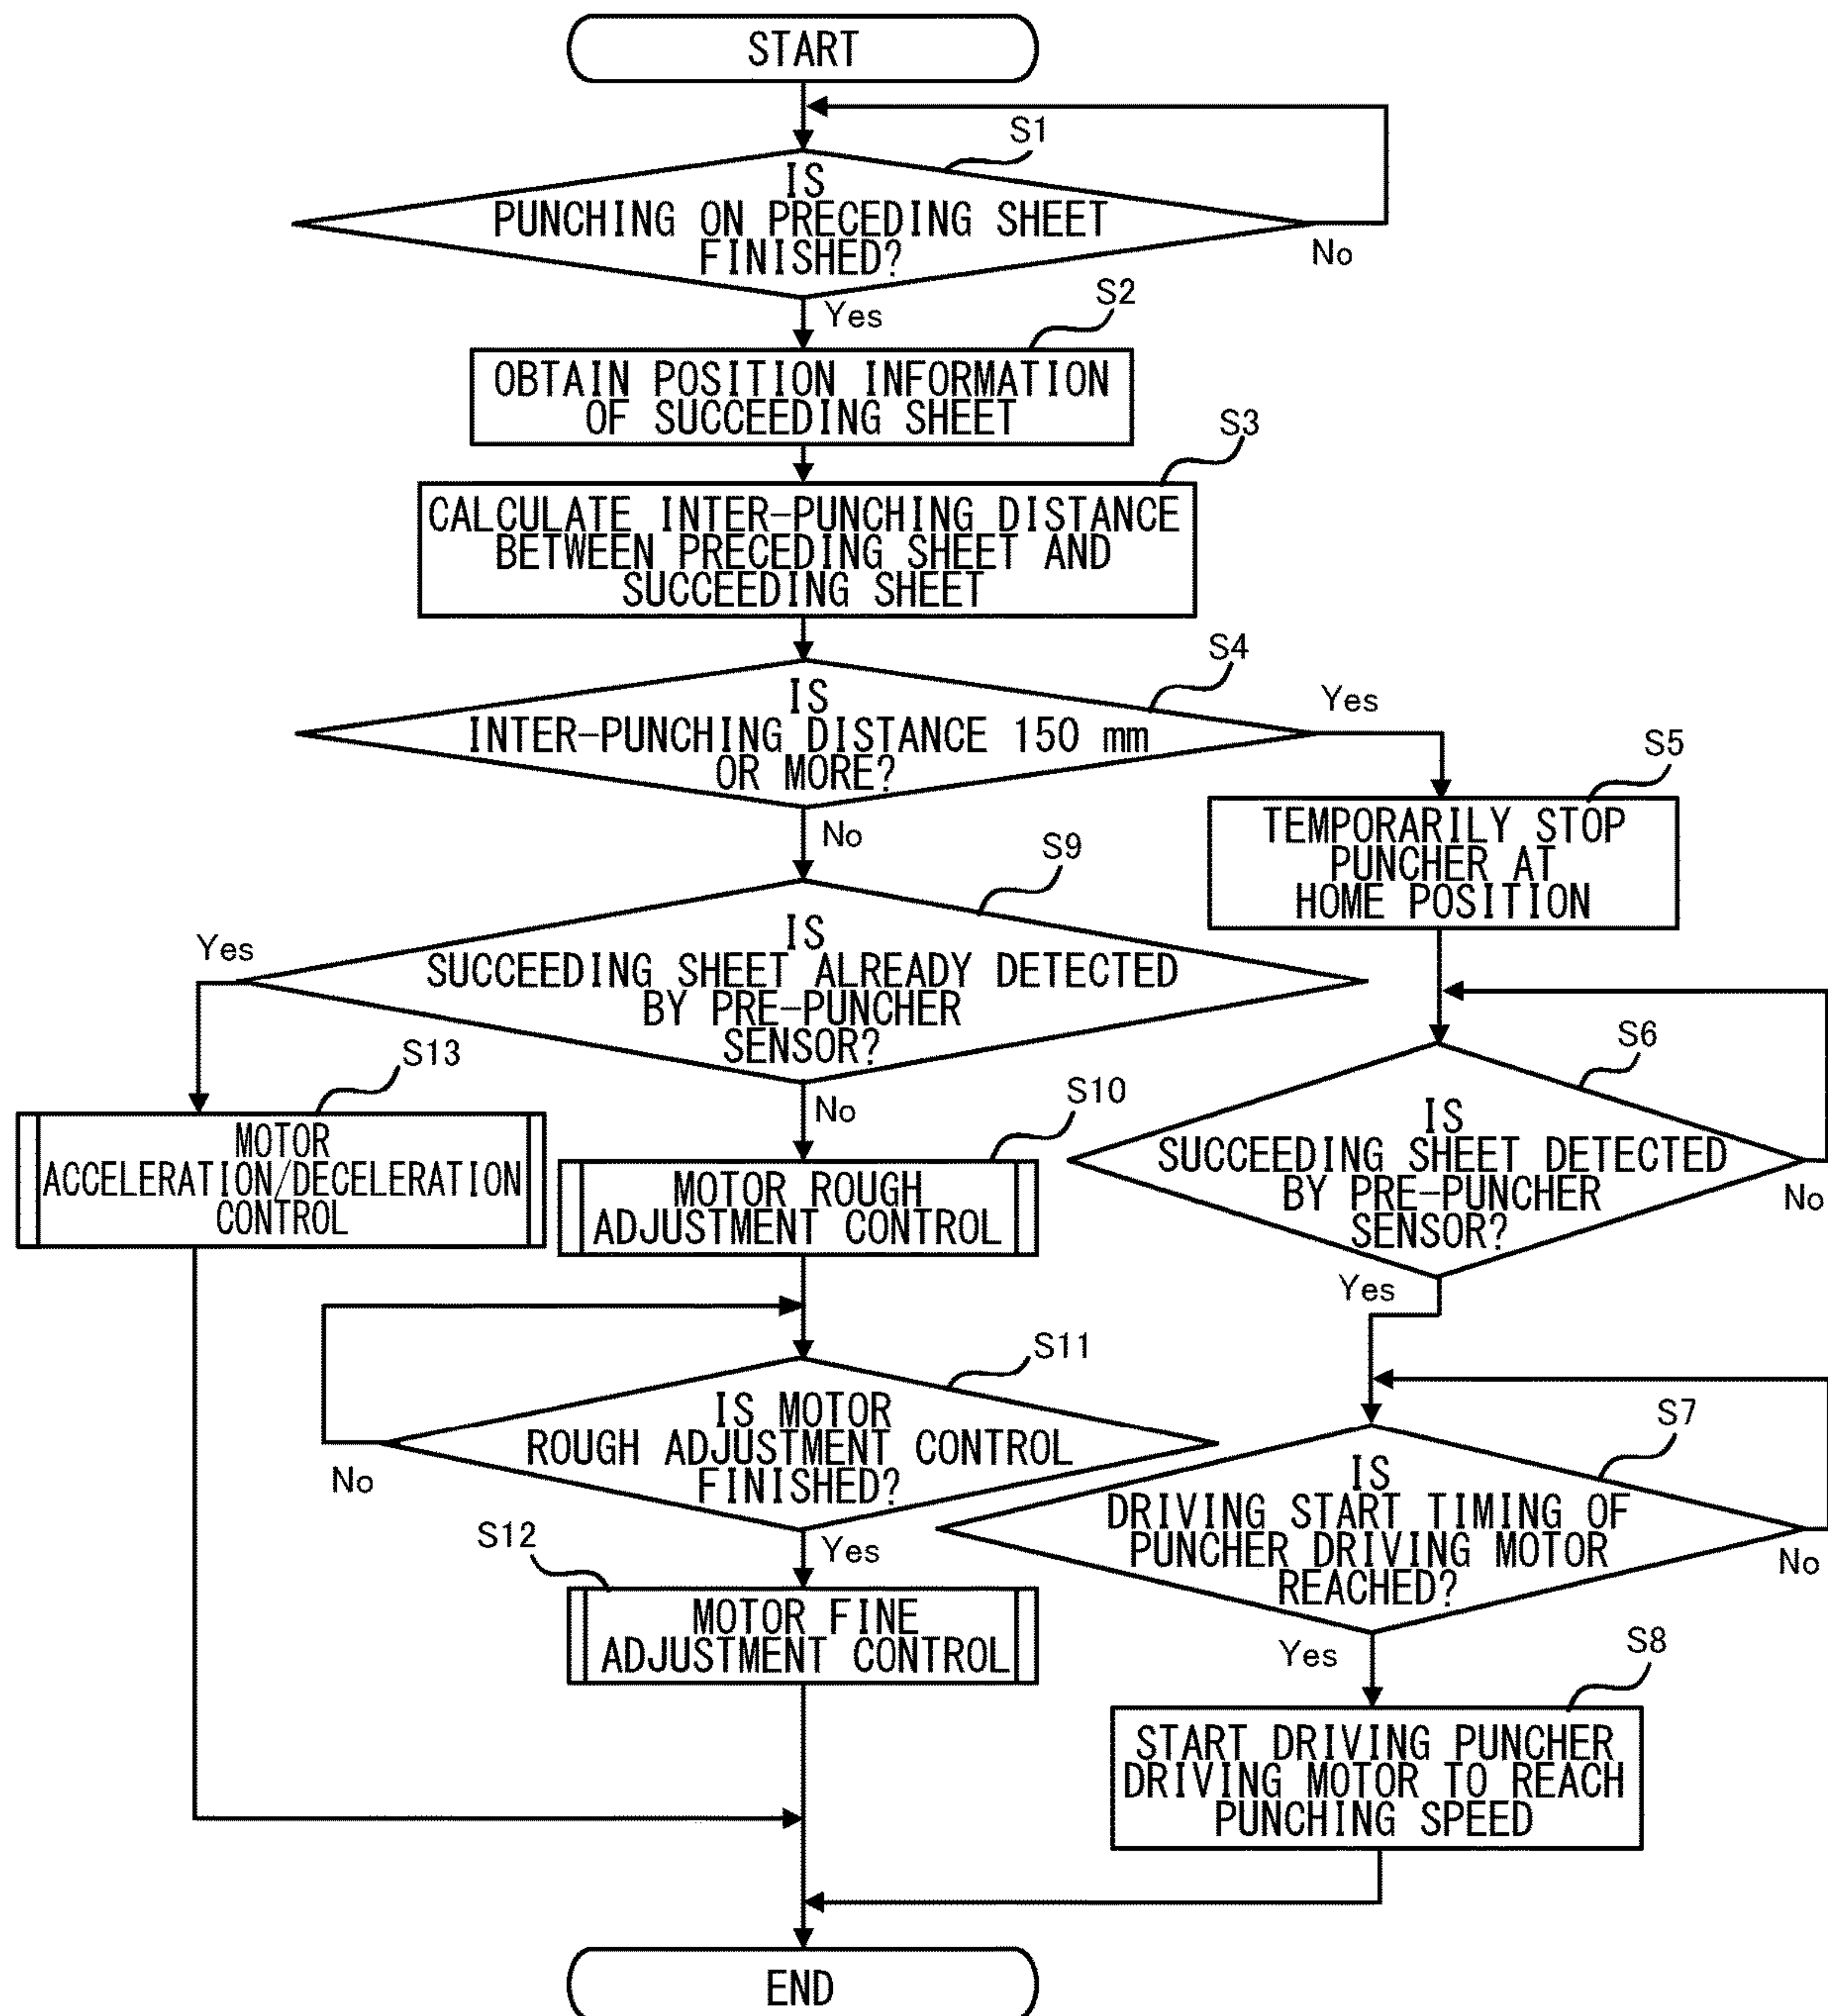 START
S1
IS
PUNCHING ON PRECEDING SHEET
FINISHED?
No
Yes
S2
OBTAIN POSITION INFORMATION
OF SUCCEEDING SHEET
S3
CALCULATE INTER-PUNCHING DISTANCE
BETWEEN PRECEDING SHEET AND
SUCCEEDING SHEET
S4
IS
INTER-PUNCHING DISTANCE 150 mm
OR MORE?
Yes
No
S5
TEMPORARILY STOP
PUNCHER AT
HOME POSITION
S9
IS
SUCCEEDING SHEET ALREADY DETECTED
BY PRE-PUNCHER
SENSOR?
Yes
No
S13
MOTOR
ACCELERATION/DECELERATION
CONTROL
S10
MOTOR ROUGH
ADJUSTMENT CONTROL
S6
IS
SUCCEEDING SHEET DETECTED
BY PRE-PUNCHER
SENSOR?
No
Yes
S11
IS MOTOR
ROUGH ADJUSTMENT CONTROL
FINISHED?
No
Yes
S7
IS
DRIVING START TIMING OF
PUNCHER DRIVING MOTOR
REACHED?
No
Yes
S12
MOTOR FINE
ADJUSTMENT CONTROL
S8
START DRIVING PUNCHER
DRIVING MOTOR TO REACH
PUNCHING SPEED
END